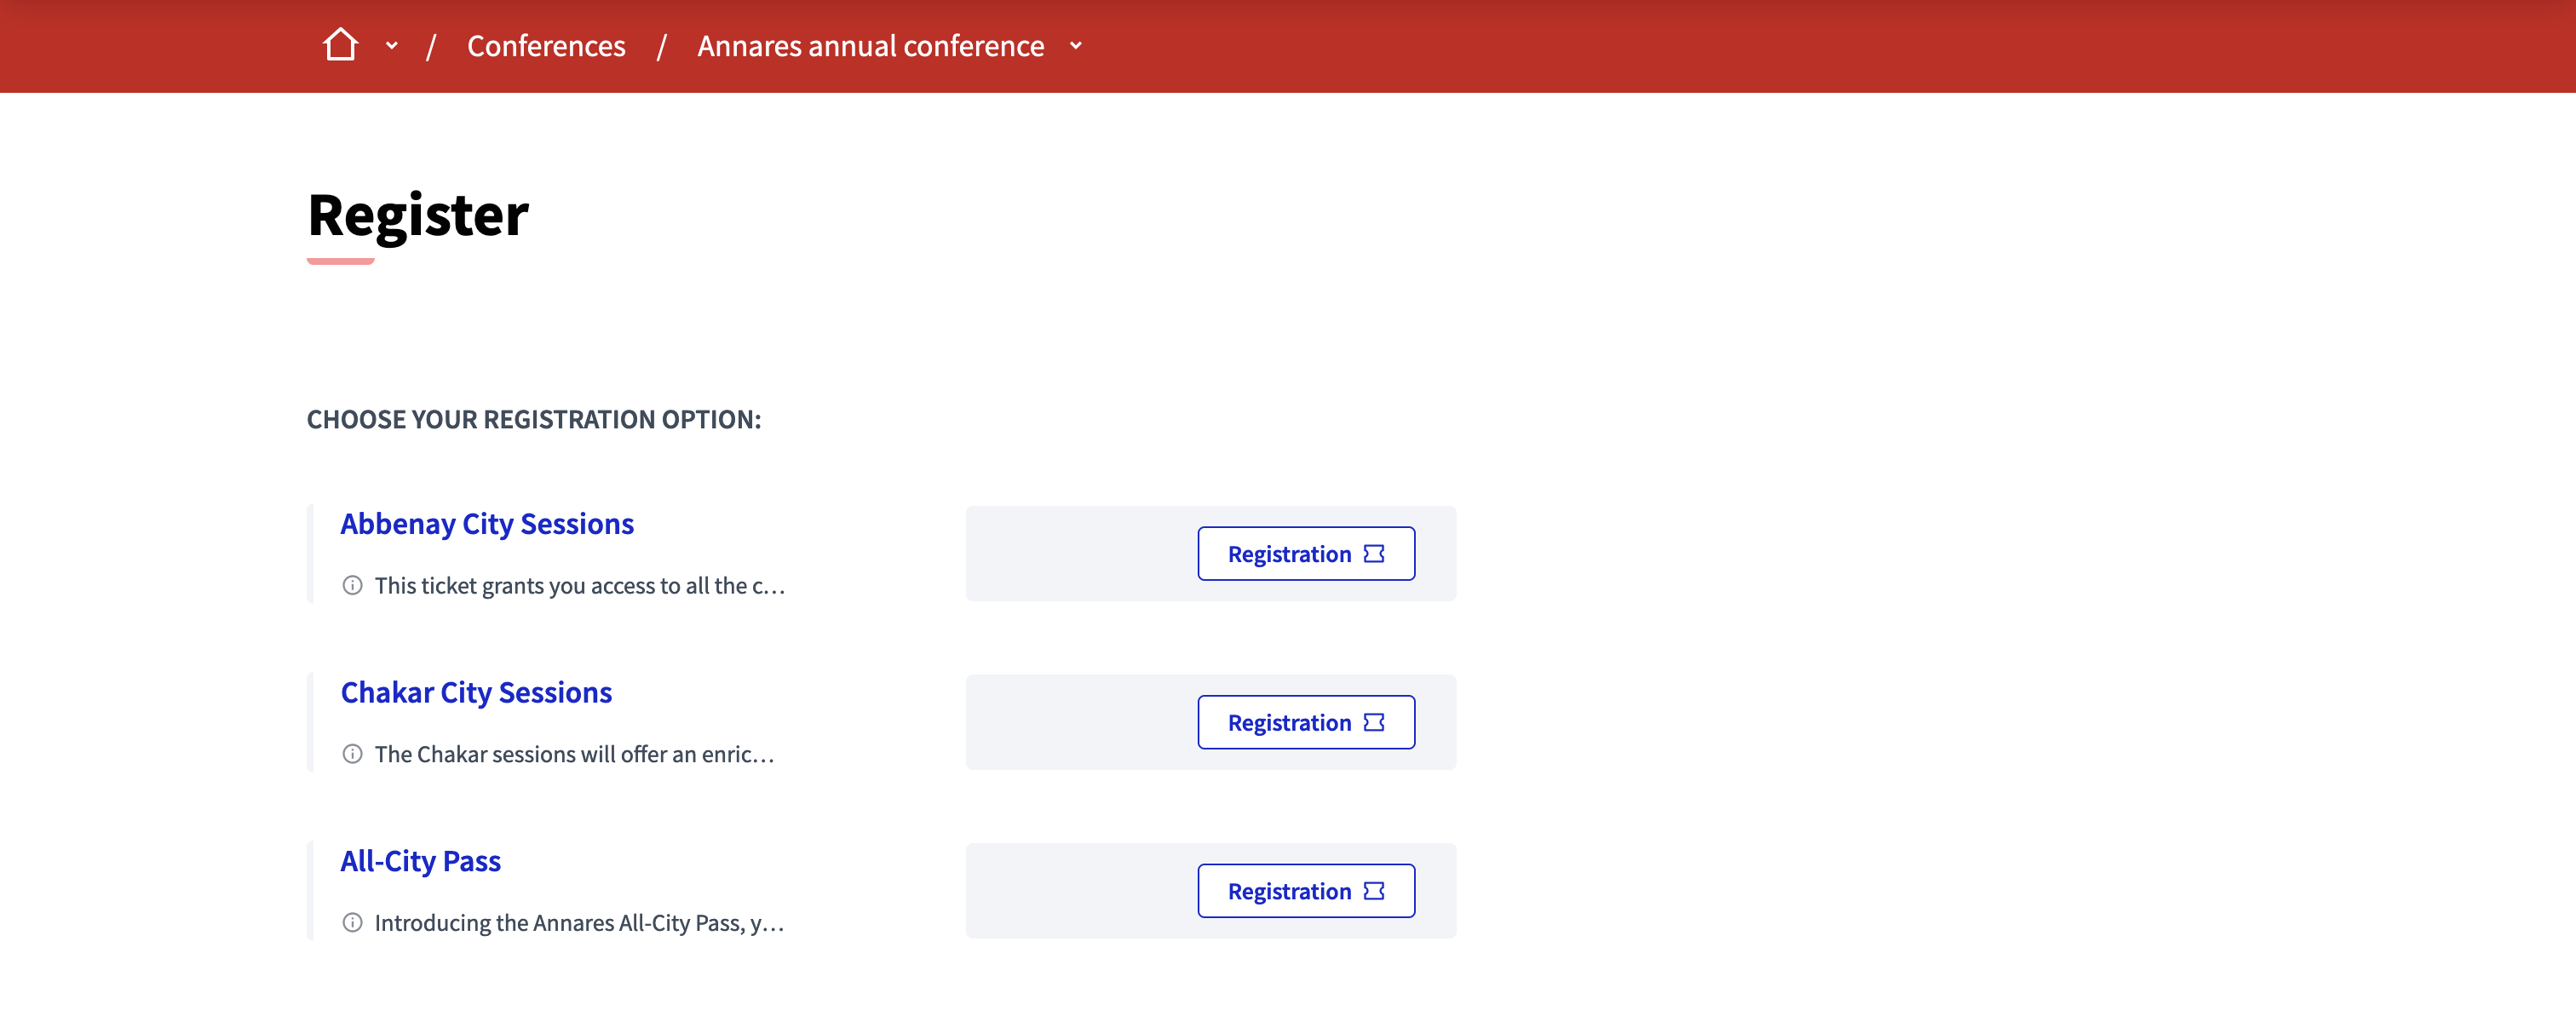 / Conferences / Annares annual conference
Register
CHOOSE YOUR REGISTRATION OPTION:
Abbenay City Sessions
This ticket grants you access to all the c...
Registration
Chakar City Sessions
The Chakar sessions will offer an enric...
Registration
All-City Pass
Introducing the Annares All-City Pass, y...
Registration